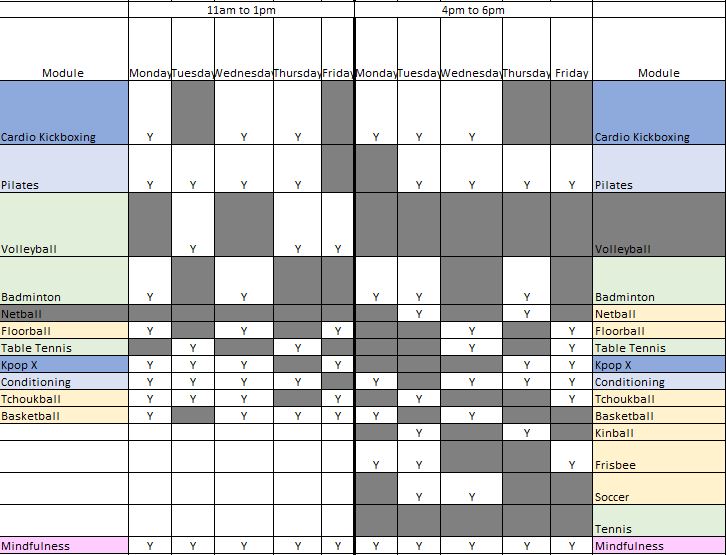 11am to 1pm 4pm to 6pm
Module Monday Tuesday Wednesday Thursday Friday Monday Tuesday Wednesday Thursday Friday Module
Cardio Kickboxing Y Y Y Y Y Y Cardio Kickboxing
Pilates Y Y Y Y Y Y Y Y Pilates
Volleyball Y Y Y Volleyball
Badminton Y Y Y Y Y Badminton
Netball Y Y Netball
Floorball Y Y Y Y Y Floorball
Table Tennis Y Y Y Y Table Tennis
Kpop X Y Y Y Y Y Y Kpop X
Conditioning Y Y Y Y Y Y Y Y Conditioning
Tchoukball Y Y Y Y Y Y Y Y Tchoukball
Basketball Y Y Y Y Y Y Basketball
Y Y Kinball
Y Y Y Frisbee
Y Y Soccer
Tennis
Mindfulness Y Y Y Y Y Y Y Y Y Y Mindfulness